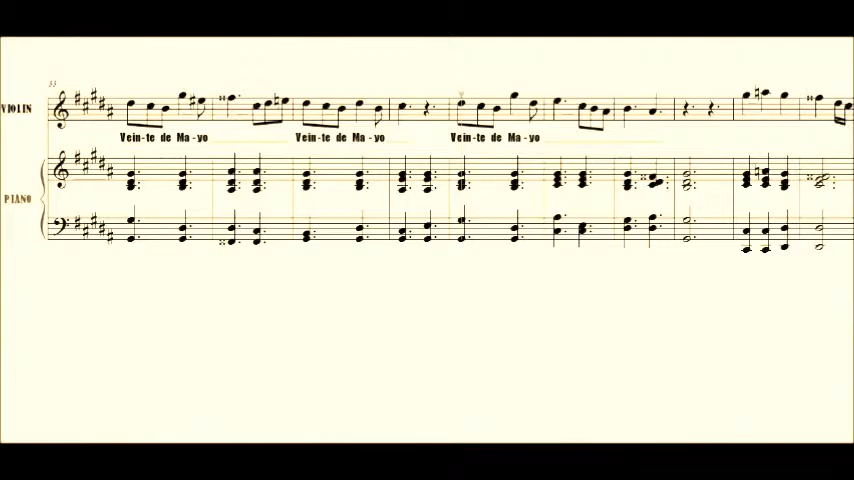 33
VIOLIN
Vein-te de Ma-yo Vein-te de Ma-yo Vein-te de Ma-yo
PIANO